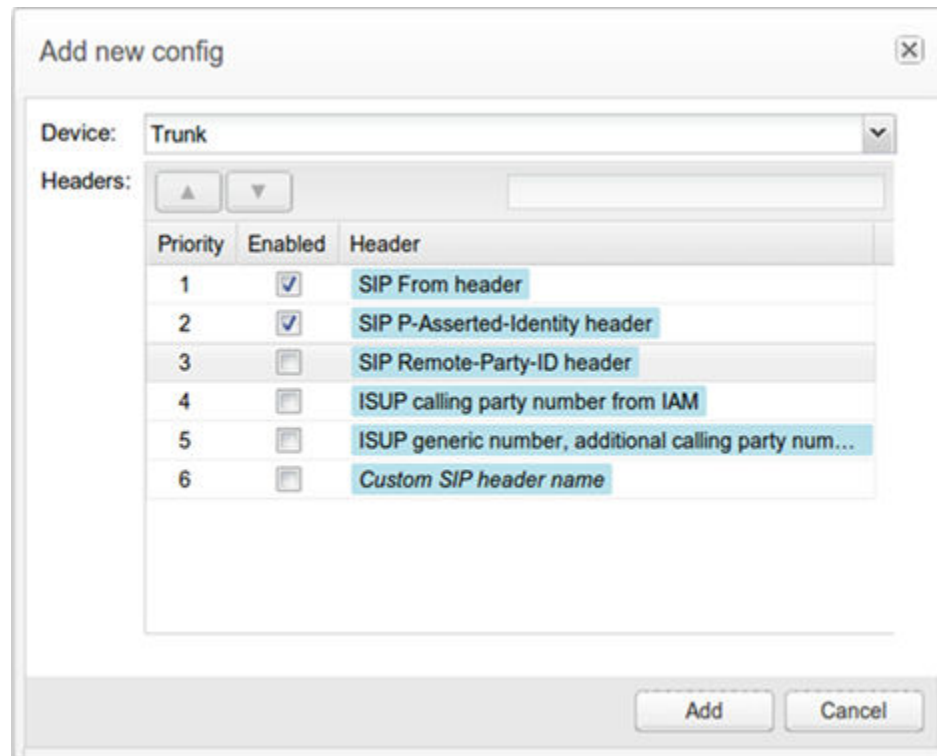 Add new config
Device: Trunk
Headers:
Priority Enabled Header
1 SIP From header
2 SIP P-Asserted-Identity header
3 SIP Remote-Party-ID header
4 ISUP calling party number from IAM
5 ISUP generic number, additional calling party num...
6 Custom SIP header name
Add Cancel